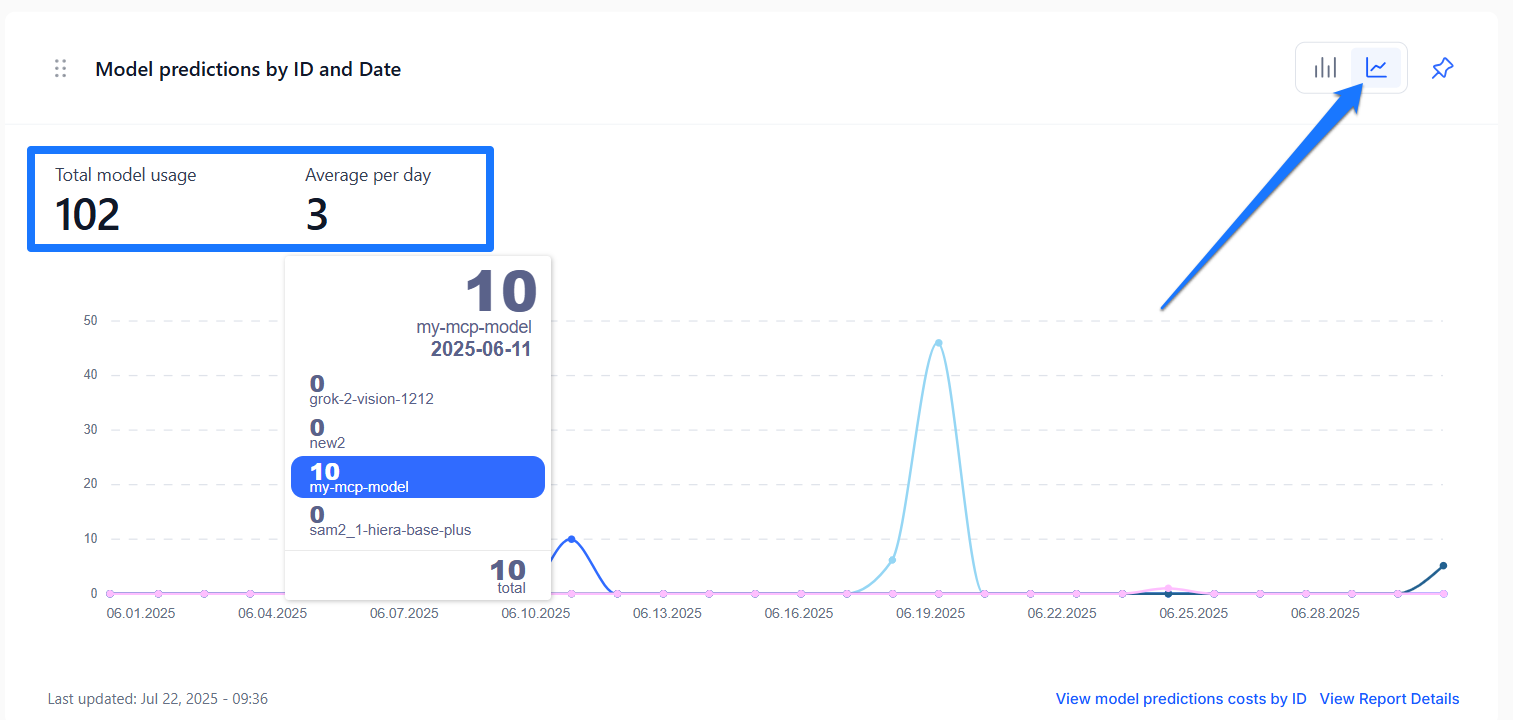 Model predictions by ID and Date
Total model usage
Average per day
102
3
10
my-mcp-model
2025-06-11
0
grok-2-vision-1212
0
new2
10
my-mcp-model
0
sam2_1-hiera-base-plus
10
total
50
40
30
20
10
0
06.01.2025 06.04.2025 06.07.2025 06.10.2025 06.13.2025 06.16.2025 06.19.2025 06.22.2025 06.25.2025 06.28.2025
Last updated: Jul 22, 2025 - 09:36
View model predictions costs by ID
View Report Details